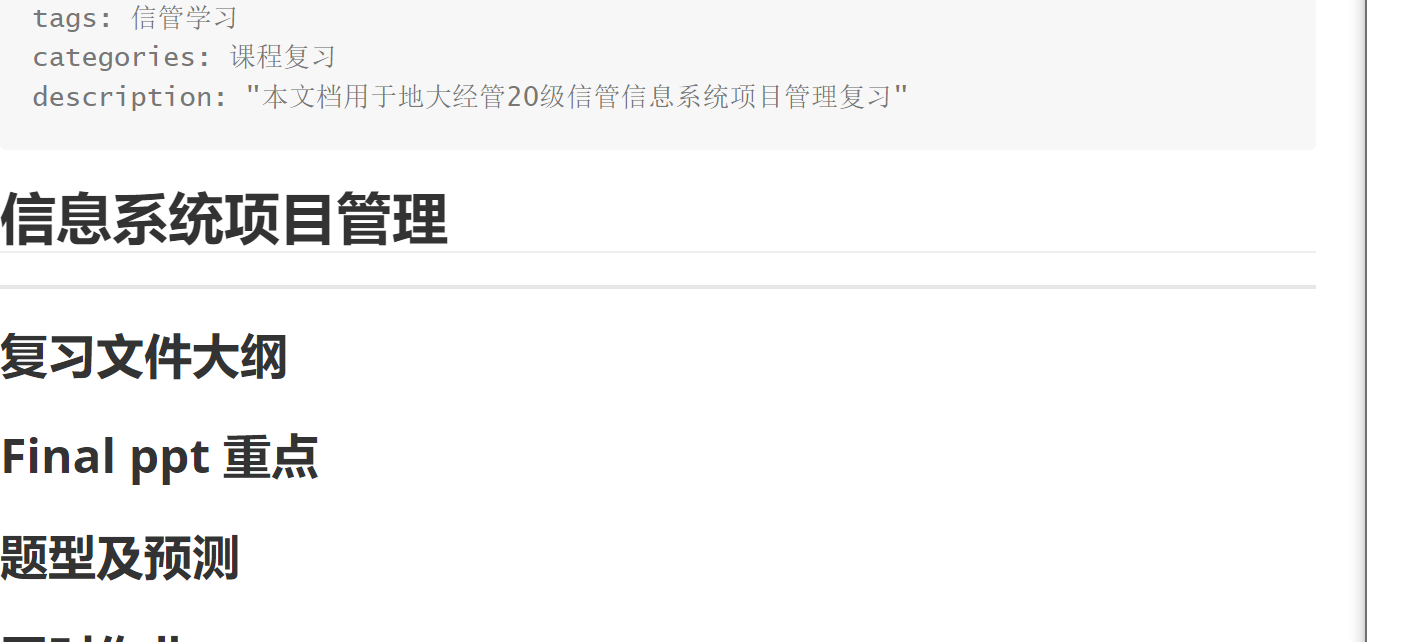 tags: 信管学习
categories: 课程复习
description: "本文档用于地大经管20级信管信息系统项目管理复习"
信息系统项目管理
复习文件大纲
Final ppt 重点
题型及预测